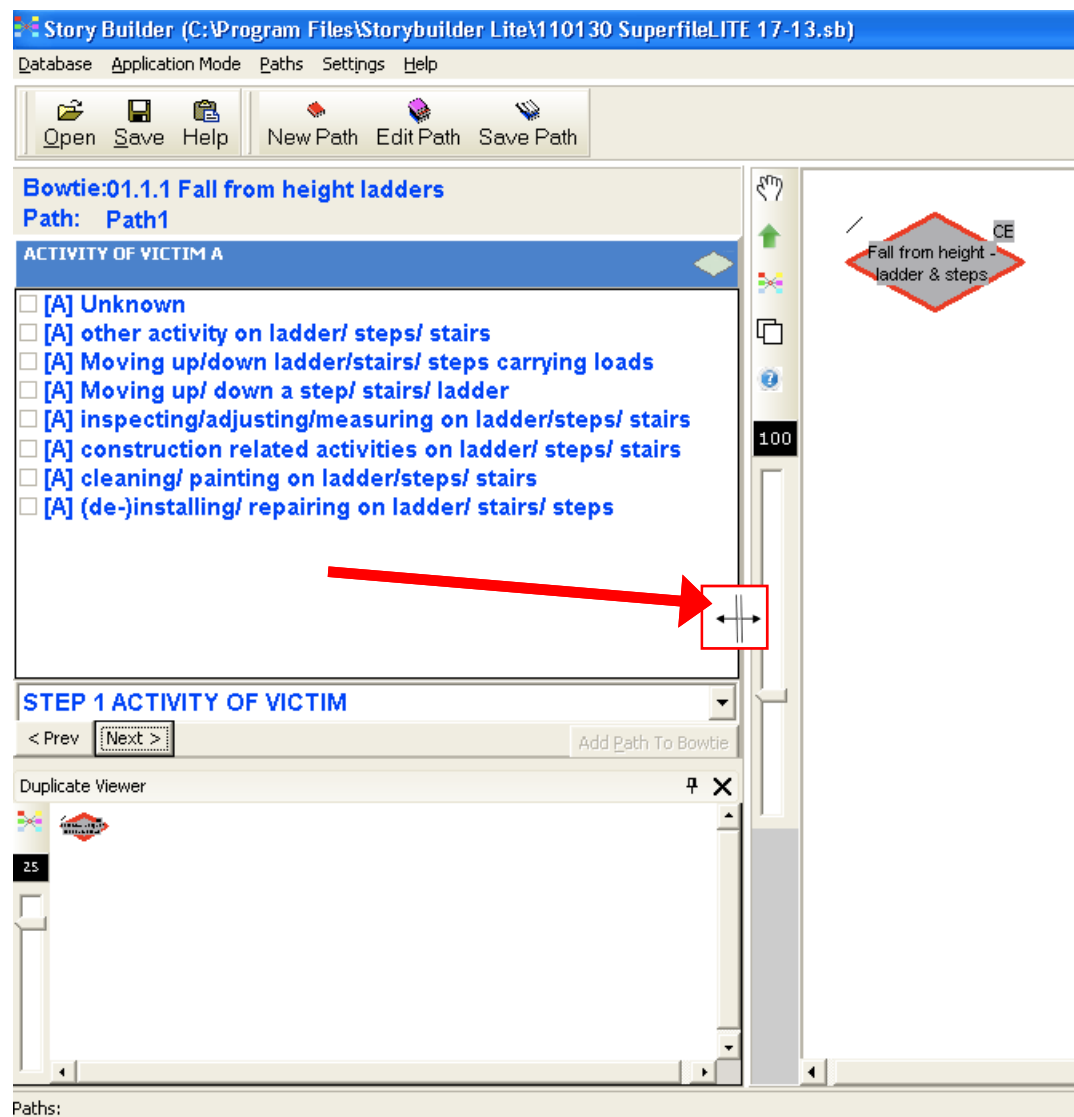 Story Builder (C:\Program Files\Storybuilder Lite\110130 SuperfileLITE 17-13.sb)
Database Application Mode Paths Settings Help
Open Save Help New Path Edit Path Save Path
Bowtie:01.1.1 Fall from height ladders
Path: Path1
ACTIVITY OF VICTIM A
[A] Unknown
[A] other activity on ladder/ steps/ stairs
[A] Moving up/down ladder/stairs/ steps carrying loads
[A] Moving up/ down a step/ stairs/ ladder
[A] inspecting/adjusting/measuring on ladder/steps/ stairs
[A] construction related activities on ladder/ steps/ stairs
[A] cleaning/ painting on ladder/steps/ stairs
[A] (de-)installing/ repairing on ladder/ stairs/ steps
STEP 1 ACTIVITY OF VICTIM
< Prev Next > Add Path To Bowtie
Duplicate Viewer
25
100
CE
Fall from height -
ladder & steps
Paths: